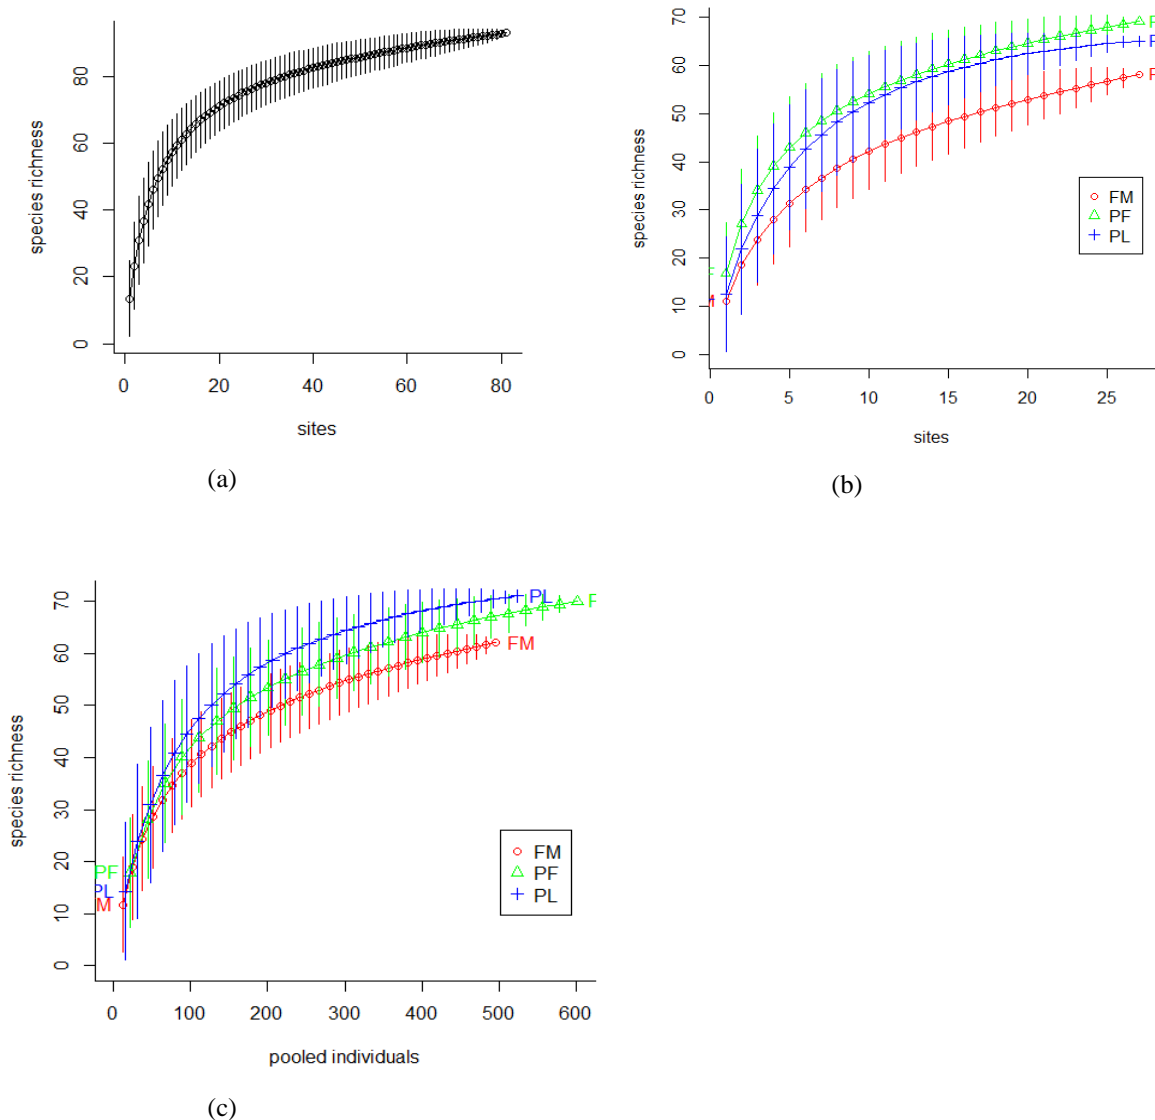 species richness
80
60
40
20
0
0 20 40 60 80
sites
(a)
species richness
70
60
50
40
30
20
10
0
P
P
F
FM
PF
PL
0 5 10 15 20 25
sites
(b)
species richness
70
60
50
40
30
20
10
0
PL
P
FM
PF
PL
M
FM
PF
PL
0 100 200 300 400 500 600
pooled individuals
(c)